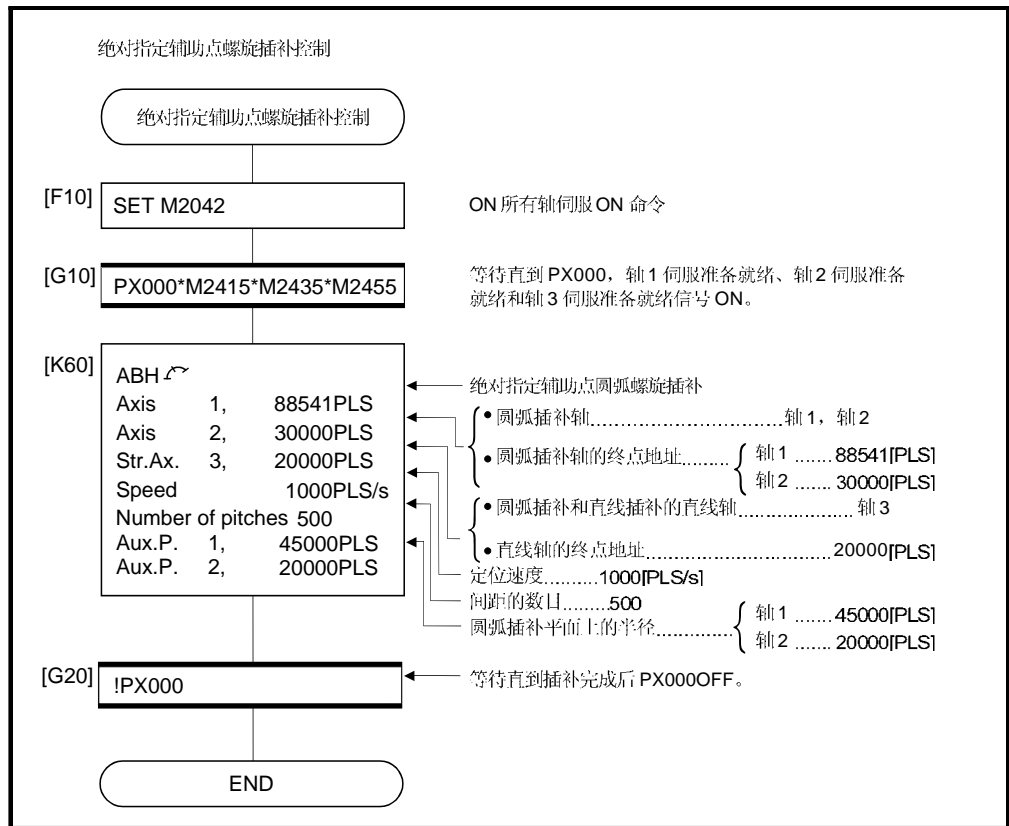 绝对指定辅助点螺旋插补控制
绝对指定辅助点螺旋插补控制
[F10] SET M2042 ON 所有轴伺服 ON 命令
[G10] PX000*M2415*M2435*M2455 等待直到 PX000，轴 1 伺服准备就绪、轴 2 伺服准备
就绪和轴 3 伺服准备就绪信号 ON。
[K60]
ABH
Axis 1, 88541PLS
Axis 2, 30000PLS
Str.Ax. 3, 20000PLS
Speed 1000PLS/s
Number of pitches 500
Aux.P. 1, 45000PLS
Aux.P. 2, 20000PLS
绝对指定辅助点圆弧螺旋插补
• 圆弧插补轴.................................轴 1，轴 2
• 圆弧插补轴的终点地址......... 轴 1 .......88541[PLS]
轴 2 ....... 30000[PLS]
• 圆弧插补和直线插补的直线轴....................... 轴 3
• 直线轴的终点地址................................20000[PLS]
定位速度..........1000[PLS/s]
间距的数目.........500
圆弧插补平面上的半径.............. 轴 1 .......45000[PLS]
轴 2 ....... 20000[PLS]
[G20] !PX000 等待直到插补完成后 PX000OFF。
END